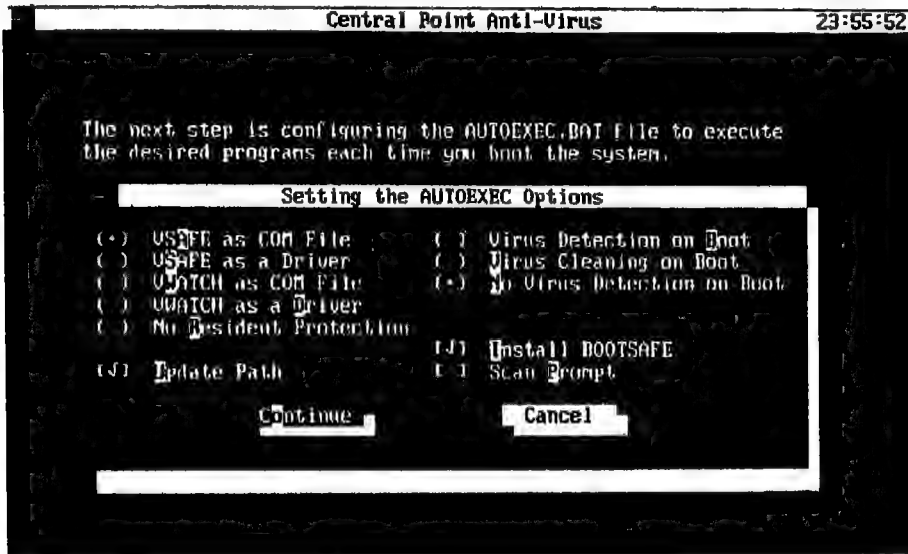 Central Point Anti-Virus 23:55:52
The next step is configuring the AUTOEXEC.BAT file to execute
the desired programs each time you boot the system.
Setting the AUTOEXEC Options
(•) VSAFE as COM File
( ) VSAFE as a Driver
( ) VWATCH as COM File
( ) VWATCH as a Driver
( ) No Resident Protection
[√] Update Path
( ) Virus Detection on Boot
( ) Virus Cleaning on Boot
(•) No Virus Detection on Boot
[√] Install BOOTSAFE
[ ] Scan Prompt
Continue
Cancel